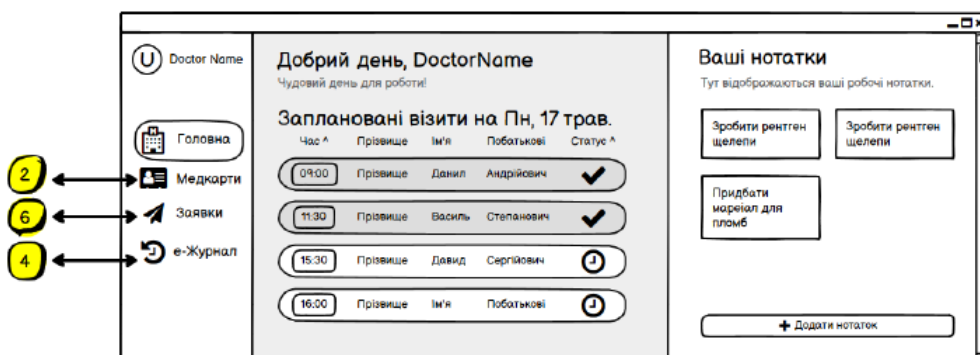 U Doctor Name
Головна
2 Медкарти
6 Заявки
4 е-Журнал
Добрий день, DoctorName
Чудовий день для роботи!
Заплановані візити на Пн, 17 трав.
Час ^ Прізвище Ім'я Побатькові Статус ^
09:00 Прізвище Данил Андрійович
11:30 Прізвище Василь Степанович
15:30 Прізвище Давид Сергійович
16:00 Прізвище Ім'я Побатькові
Ваші нотатки
Тут відображаються ваші робочі нотатки.
Зробити рентген
щелепи
Зробити рентген
щелепи
Придбати
мареіал для
пломб
+ Додати нотаток